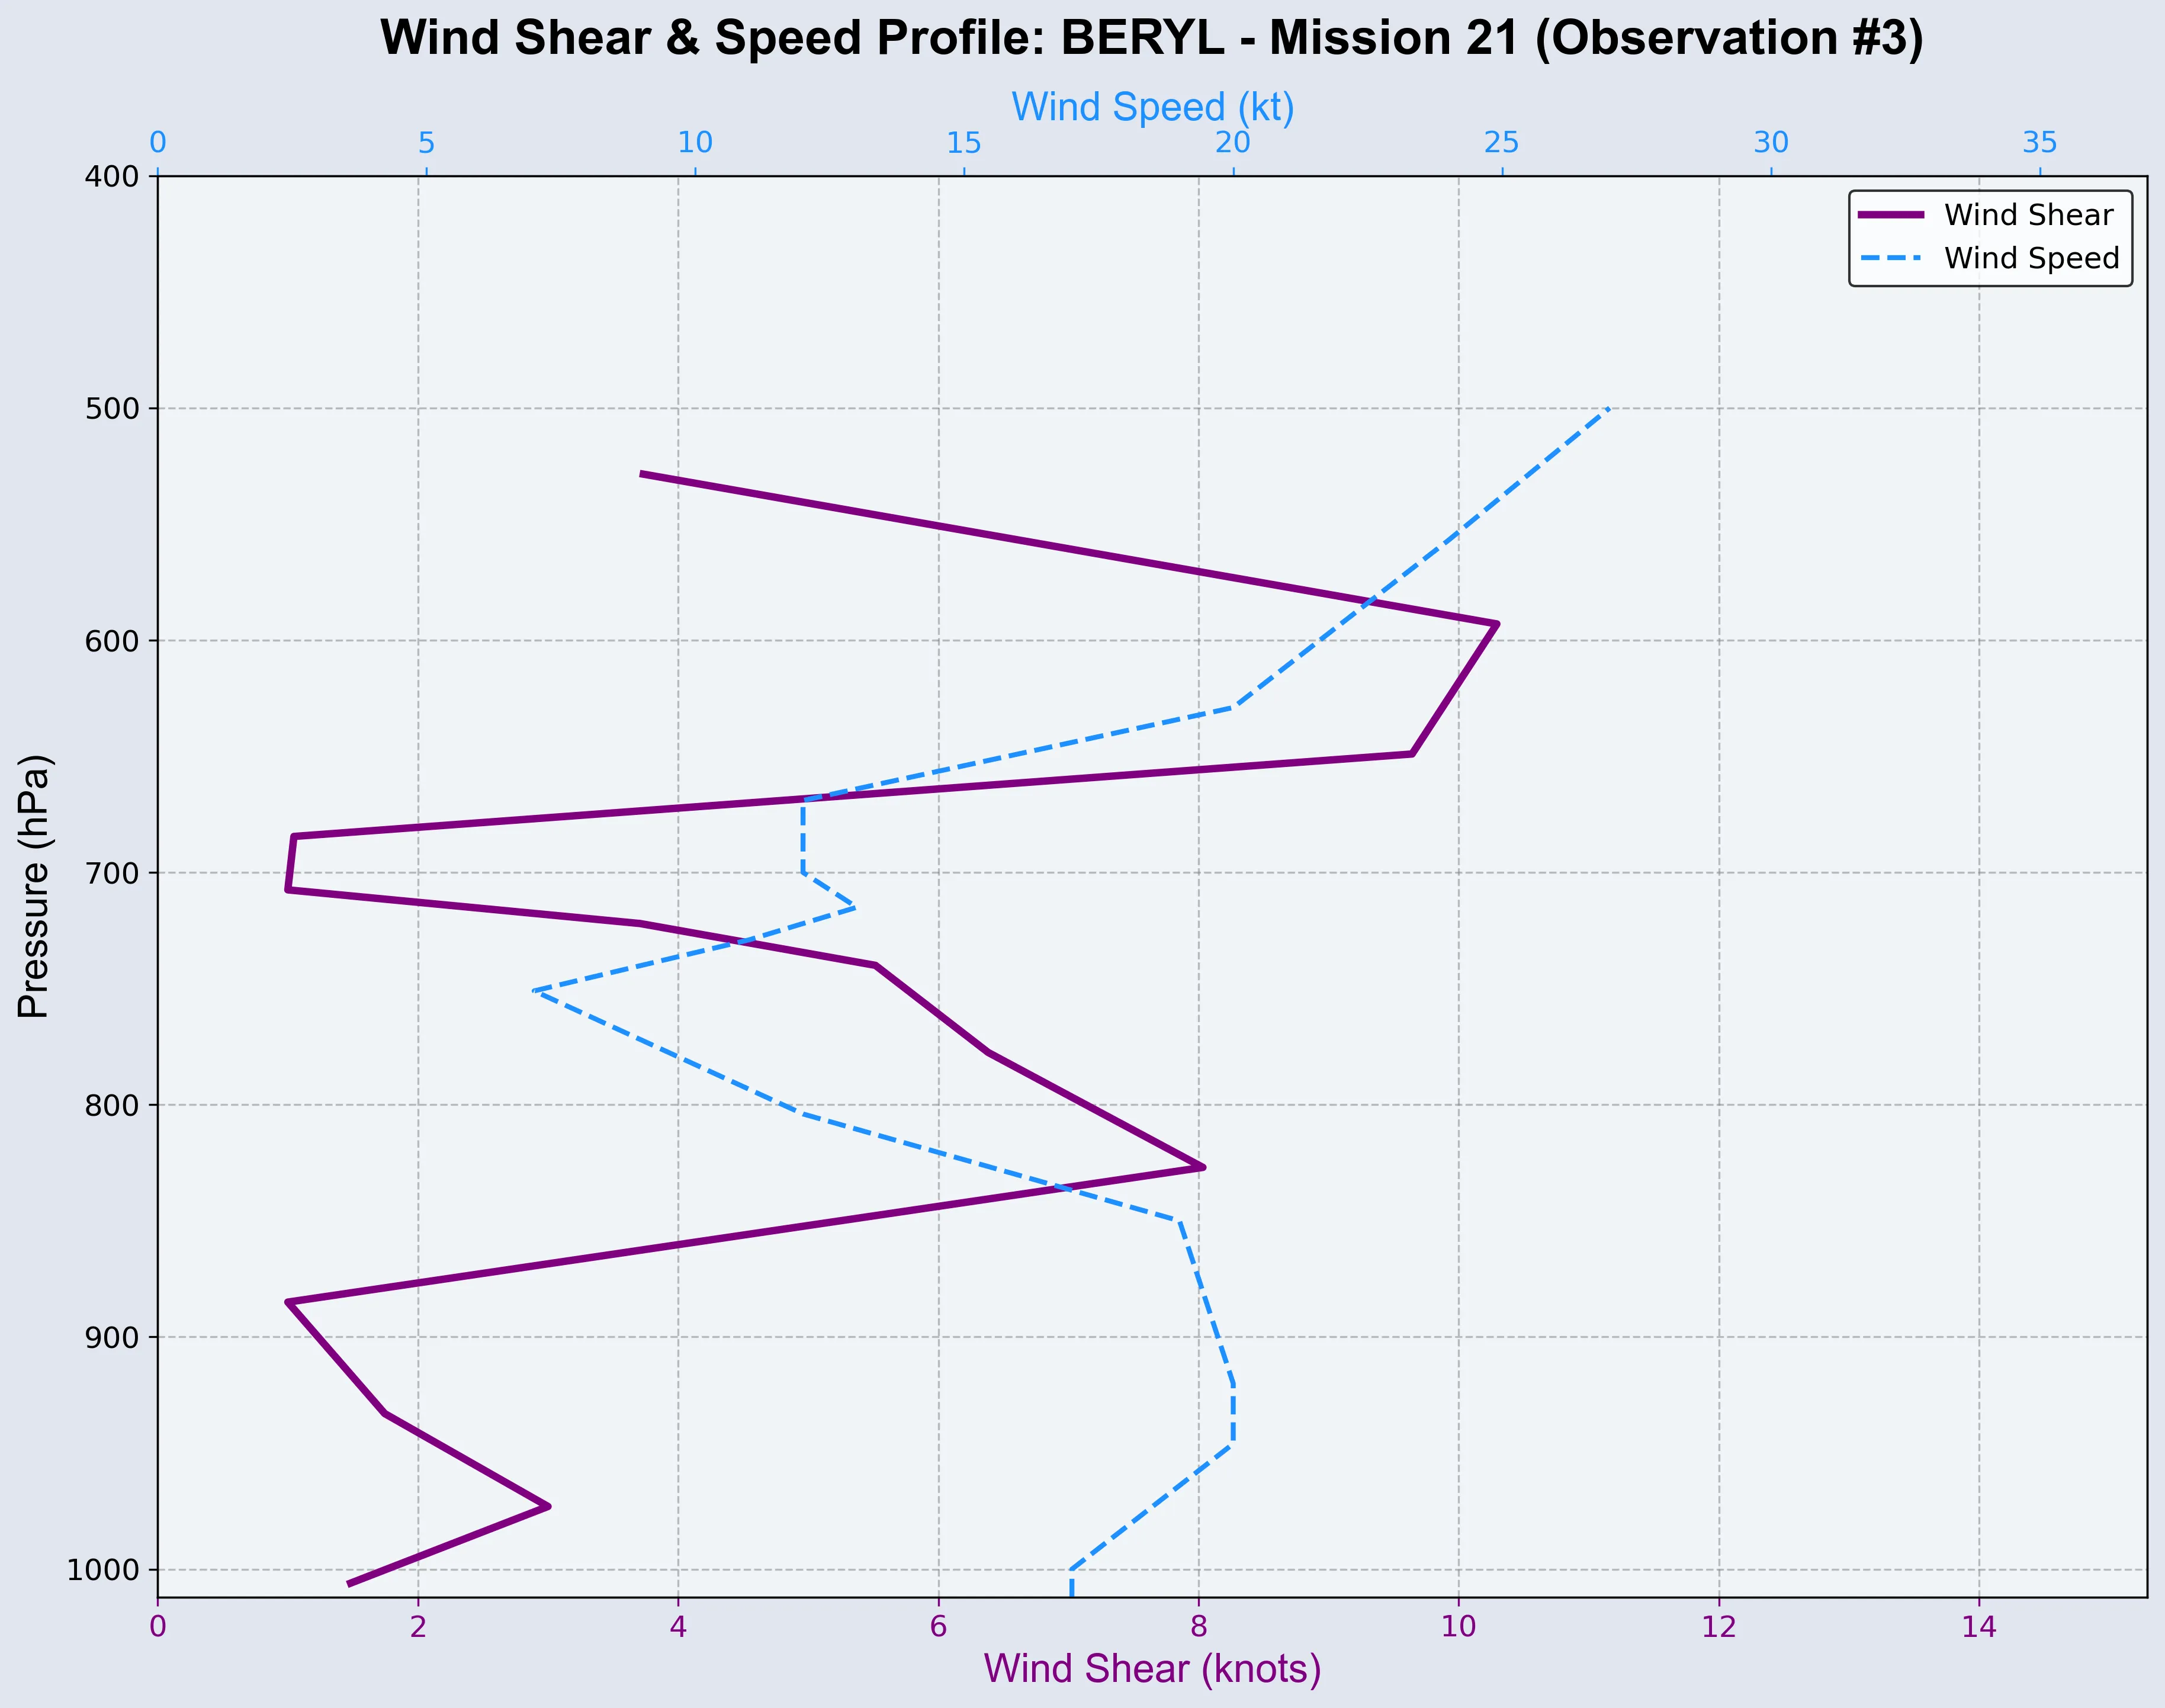 Wind Shear & Speed Profile: BERYL - Mission 21 (Observation #3)
Wind Speed (kt)
0 5 10 15 20 25 30 35
Wind Shear
Wind Speed
Pressure (hPa)
400
500
600
700
800
900
1000
0 2 4 6 8 10 12 14
Wind Shear (knots)